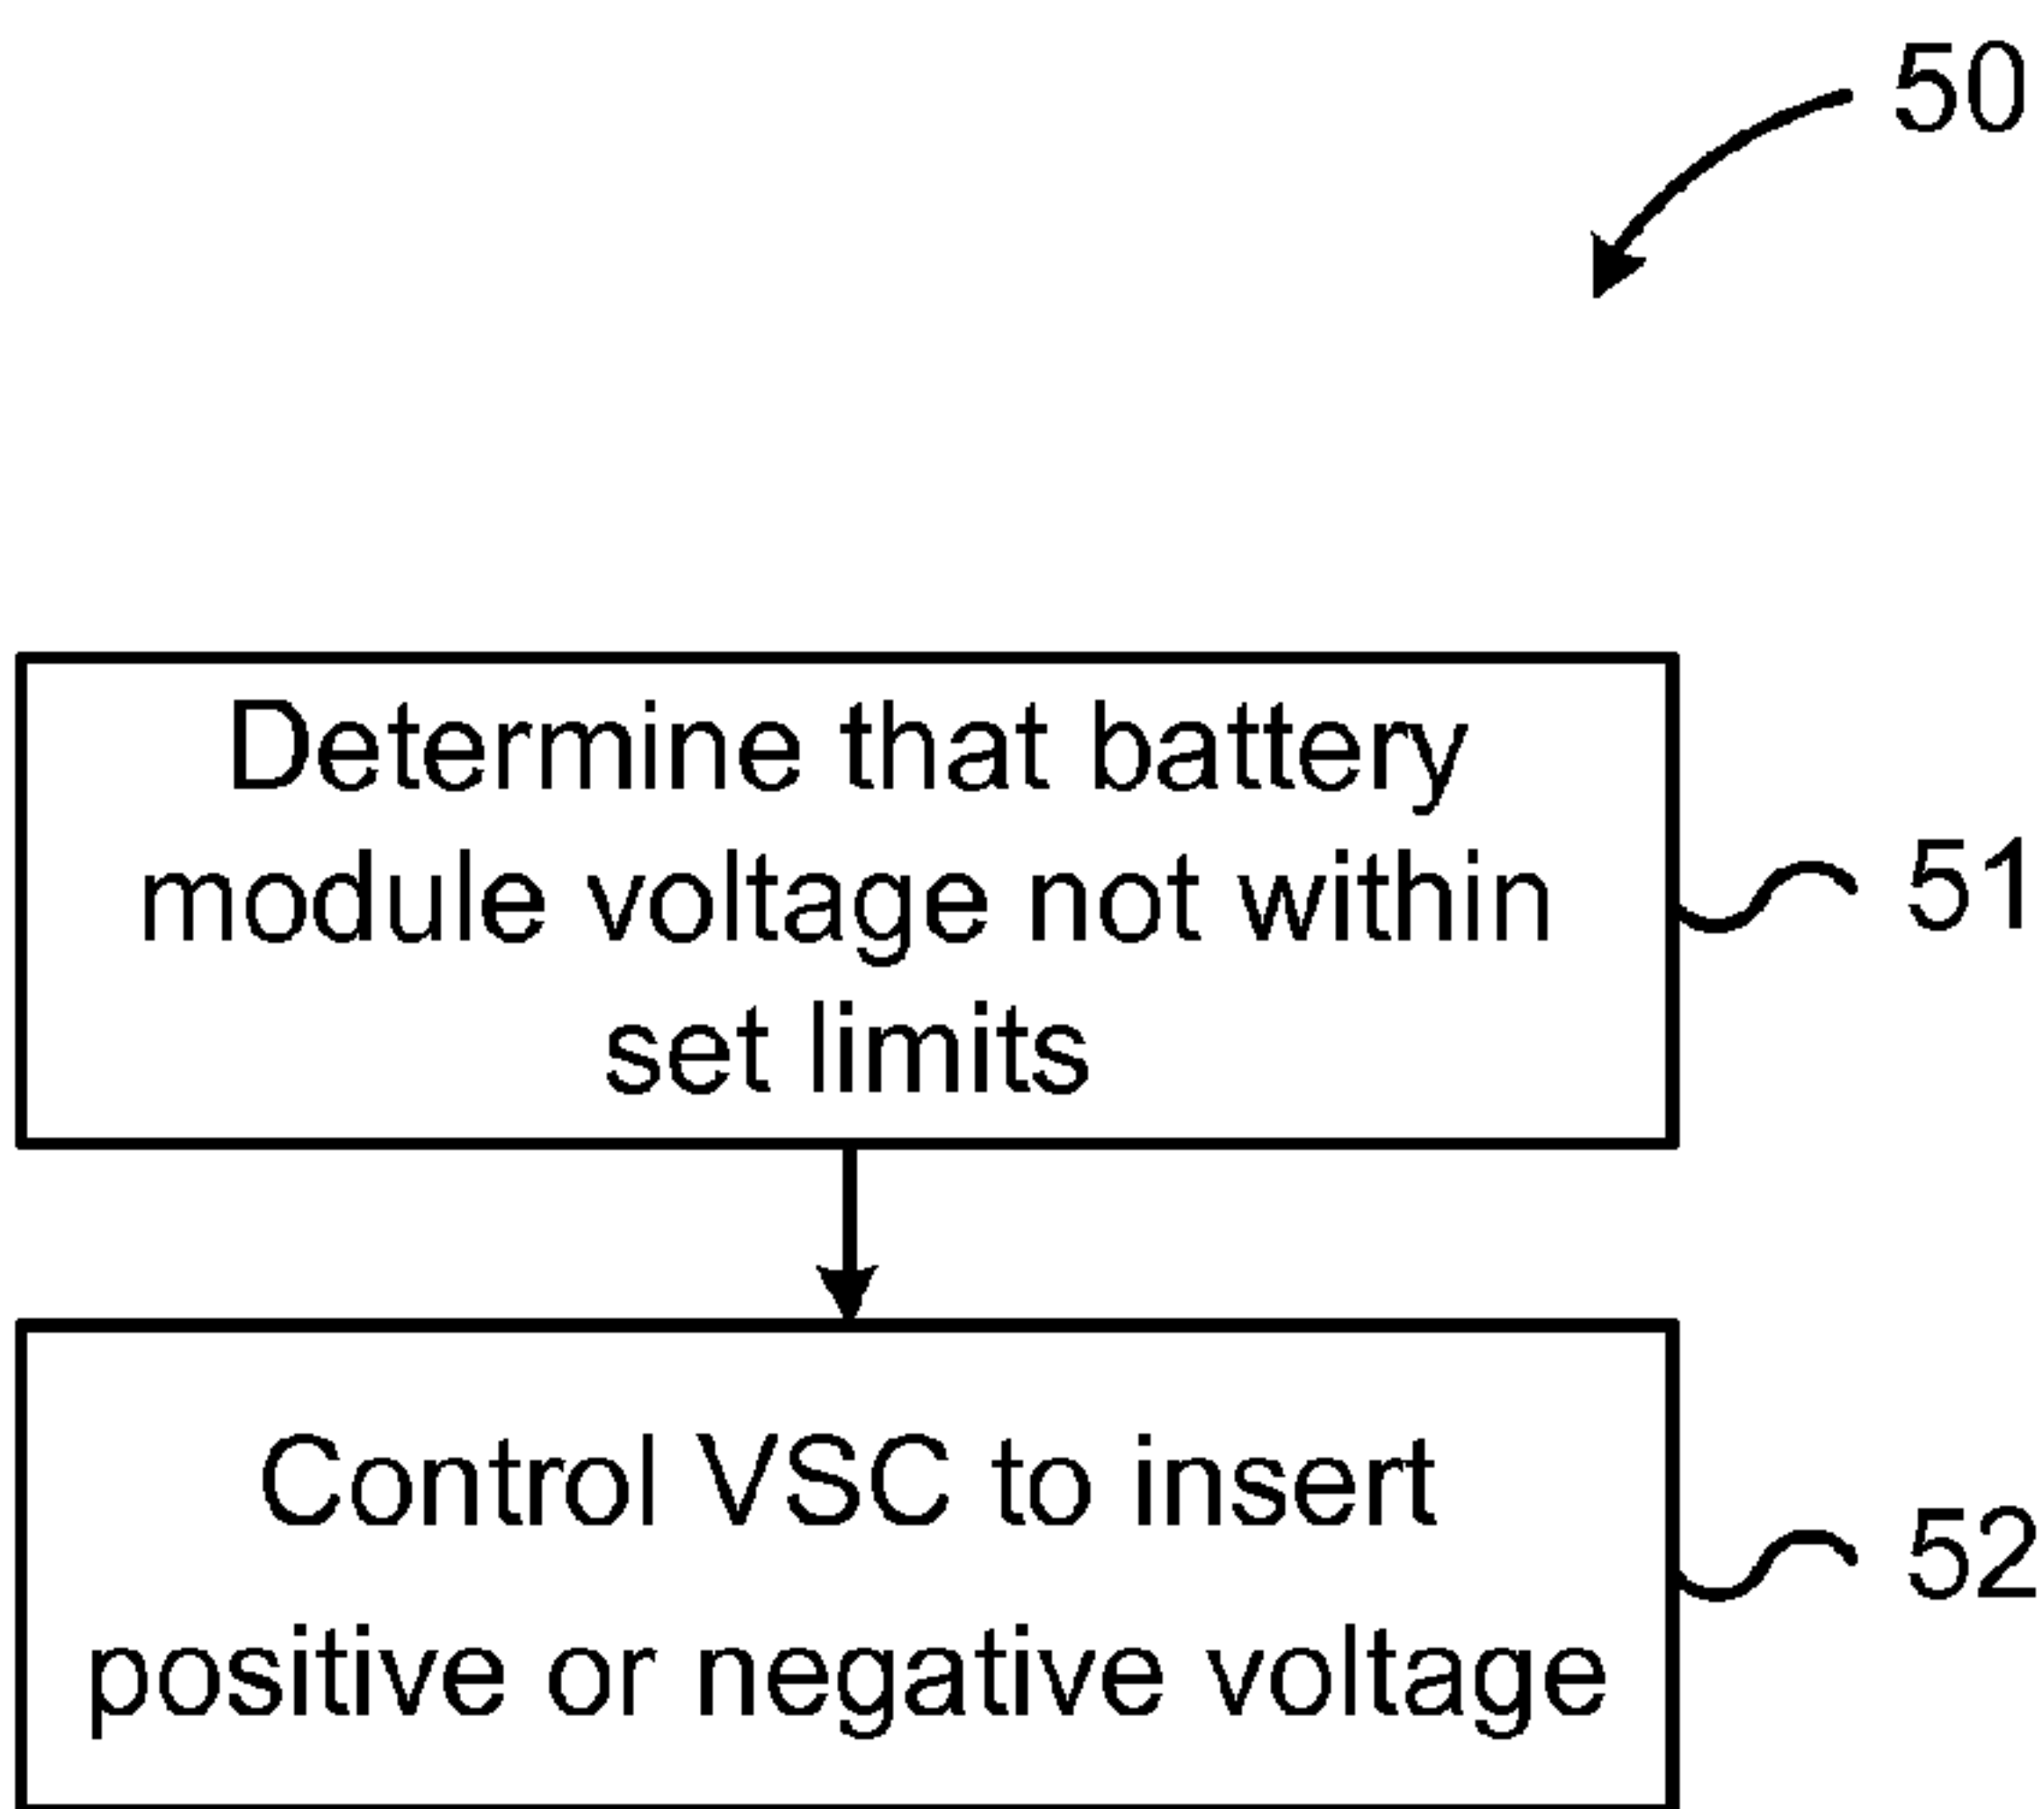 50
Determine that battery
module voltage not within
set limits
51
Control VSC to insert
positive or negative voltage
52